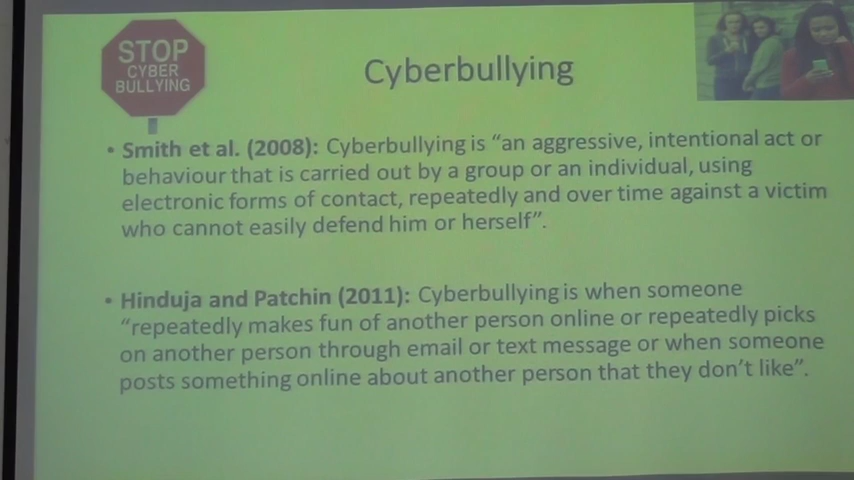 STOP
CYBER
BULLYING
Cyberbullying
• Smith et al. (2008): Cyberbullying is “an aggressive, intentional act or
behaviour that is carried out by a group or an individual, using
electronic forms of contact, repeatedly and over time against a victim
who cannot easily defend him or herself”.
• Hinduja and Patchin (2011): Cyberbullying is when someone
“repeatedly makes fun of another person online or repeatedly picks
on another person through email or text message or when someone
posts something online about another person that they don’t like”.